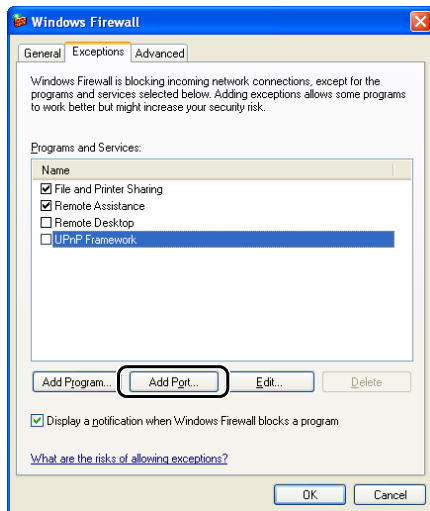 Windows Firewall
General Exceptions Advanced
Windows Firewall is blocking incoming network connections, except for the
programs and services selected below. Adding exceptions allows some programs
to work better but might increase your security risk.
Programs and Services:
Name
File and Printer Sharing
Remote Assistance
Remote Desktop
UPnP Framework
Add Program... Add Port... Edit... Delete
Display a notification when Windows Firewall blocks a program
What are the risks of allowing exceptions?
OK Cancel